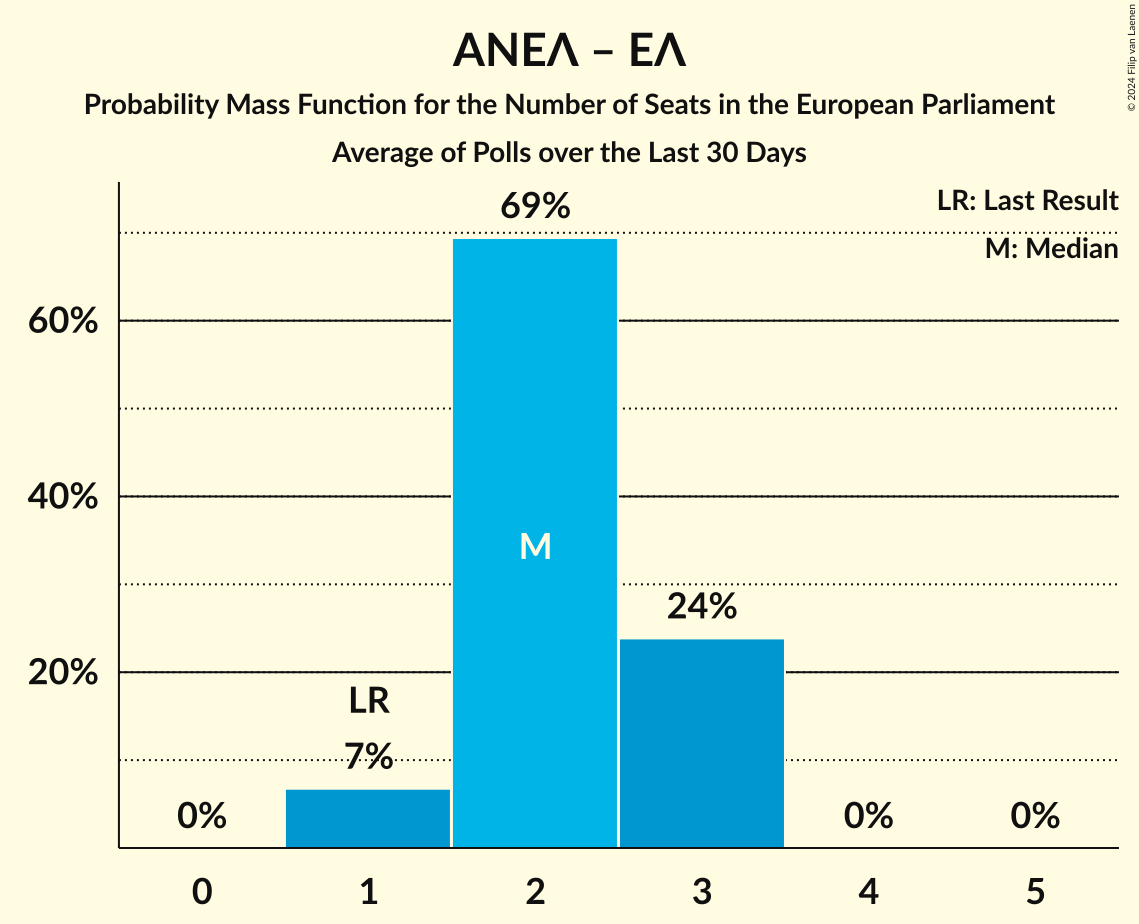 ΑΝΕΛ – ΕΛ
Probability Mass Function for the Number of Seats in the European Parliament
Average of Polls over the Last 30 Days
© 2024 Filip van Laenen
LR: Last Result
M: Median
69%
60%
40%
M
24%
20%
LR
7%
0%
0%
0%
0 1 2 3 4 5